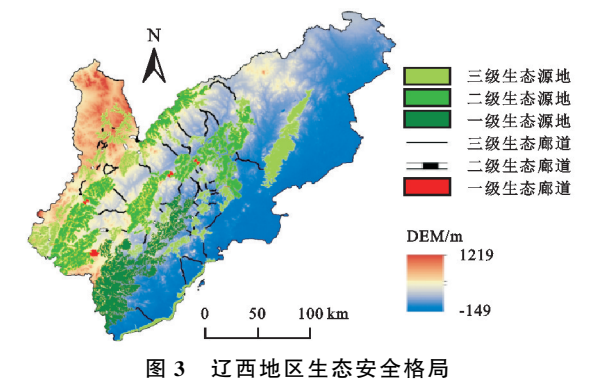 N
三级生态源地
二级生态源地
一级生态源地
三级生态廊道
二级生态廊道
一级生态廊道
DEM/m
1219
-149
0 50 100 km
图 3 辽西地区生态安全格局